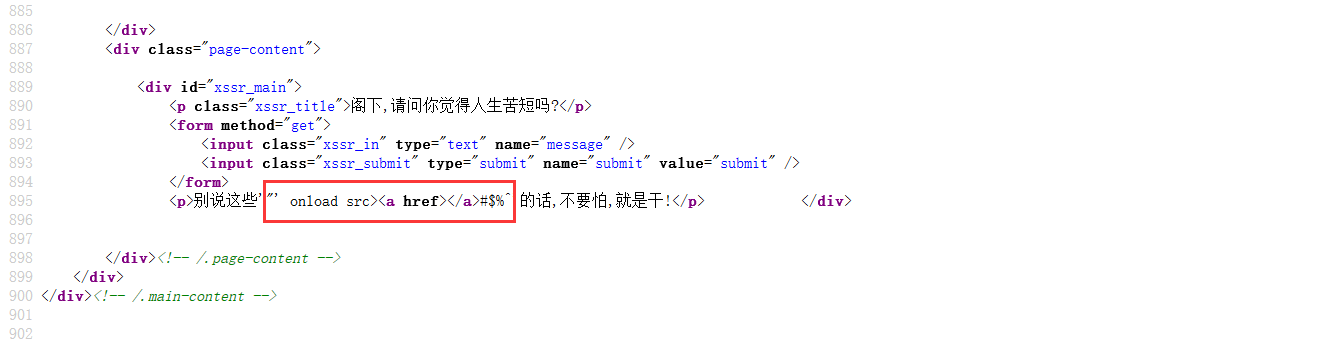 885
886 </div>
887 <div class="page-content">
888
889 <div id="xssr_main">
890 <p class="xssr_title">阁下,请问你觉得人生苦短吗?</p>
891 <form method="get">
892 <input class="xssr_in" type="text" name="message" />
893 <input class="xssr_submit" type="submit" name="submit" value="submit" />
894 </form>
895 <p>别说这些'"' onload src><a href></a>#$%^ 的话,不要怕,就是干!</p> </div>
896
897
898 </div><!-- /.page-content -->
899 </div>
900 </div><!-- /.main-content -->
901
902